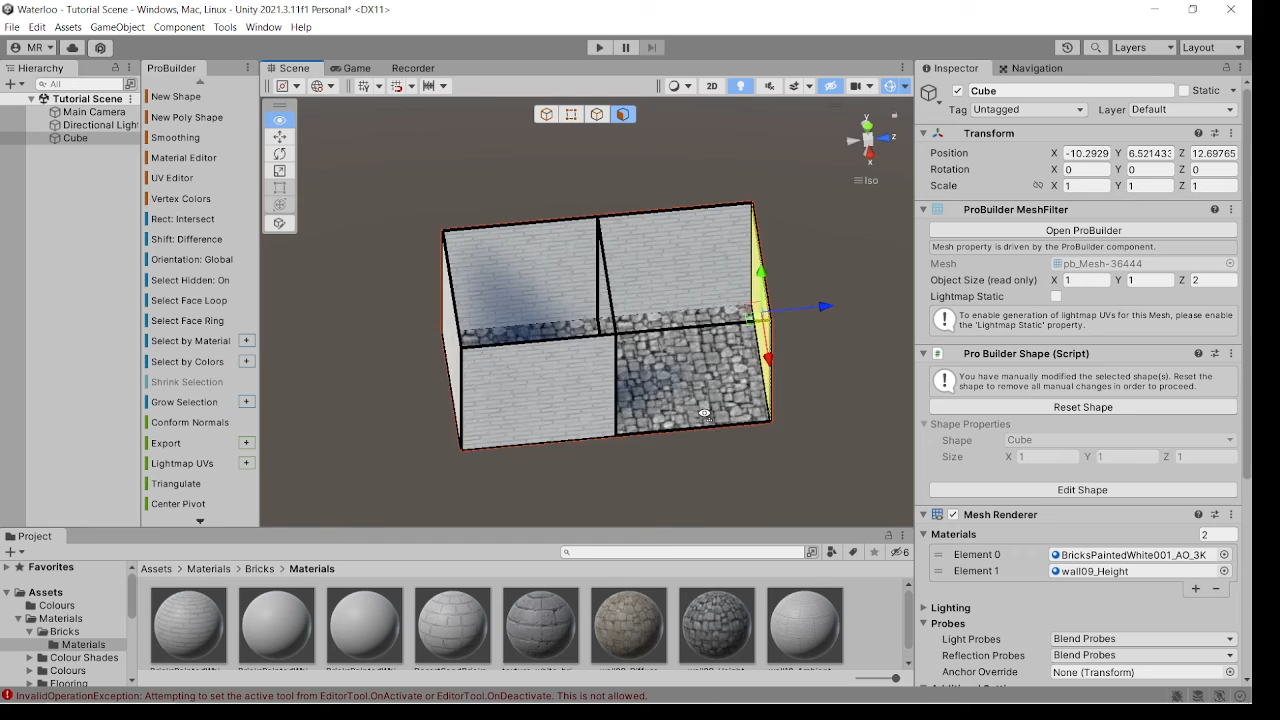 Waterloo - Tutorial Scene - Windows, Mac, Linux - Unity 2021.3.11f1 Personal* <DX11>
File Edit Assets GameObject Component Tools Window Help
MR Layers Layout
Hierarchy ProBuilder Scene Game Recorder Inspector Navigation
All
Tutorial Scene
Main Camera
Directional Light
Cube
New Shape
New Poly Shape
Smoothing
Material Editor
UV Editor
Vertex Colors
Rect: Intersect
Shift: Difference
Orientation: Global
Select Hidden: On
Select Face Loop
Select Face Ring
Select by Material +
Select by Colors +
Shrink Selection
Grow Selection +
Conform Normals
Export +
Lightmap UVs +
Triangulate
Center Pivot
2D
y
z
x
Iso
Cube Static
Tag Untagged Layer Default
Transform
Position X -10.2929 Y 6.521433 Z 12.69765
Rotation X 0 Y 0 Z 0
Scale X 1 Y 1 Z 1
ProBuilder MeshFilter
Open ProBuilder
Mesh property is driven by the ProBuilder component.
Mesh pb_Mesh-36444
Object Size (read only) X 1 Y 1 Z 2
Lightmap Static
To enable generation of lightmap UVs for this Mesh, please enable
the 'Lightmap Static' property.
Pro Builder Shape (Script)
You have manually modified the selected shape(s). Reset the
shape to remove all manual changes in order to proceed.
Reset Shape
Shape Properties
Shape Cube
Size X 1 Y 1 Z 1
Edit Shape
Mesh Renderer
Materials 2
Element 0 BricksPaintedWhite001_AO_3K
Element 1 wall09_Height
Lighting
Probes
Light Probes Blend Probes
Reflection Probes Blend Probes
Anchor Override None (Transform)
Project
6
Favorites
Assets
Colours
Materials
Bricks
Materials
Colour Shades
Colours
Flooring
Assets > Materials > Bricks > Materials
InvalidOperationException: Attempting to set the active tool from EditorTool.OnActivate or EditorTool.OnDeactivate. This is not allowed.